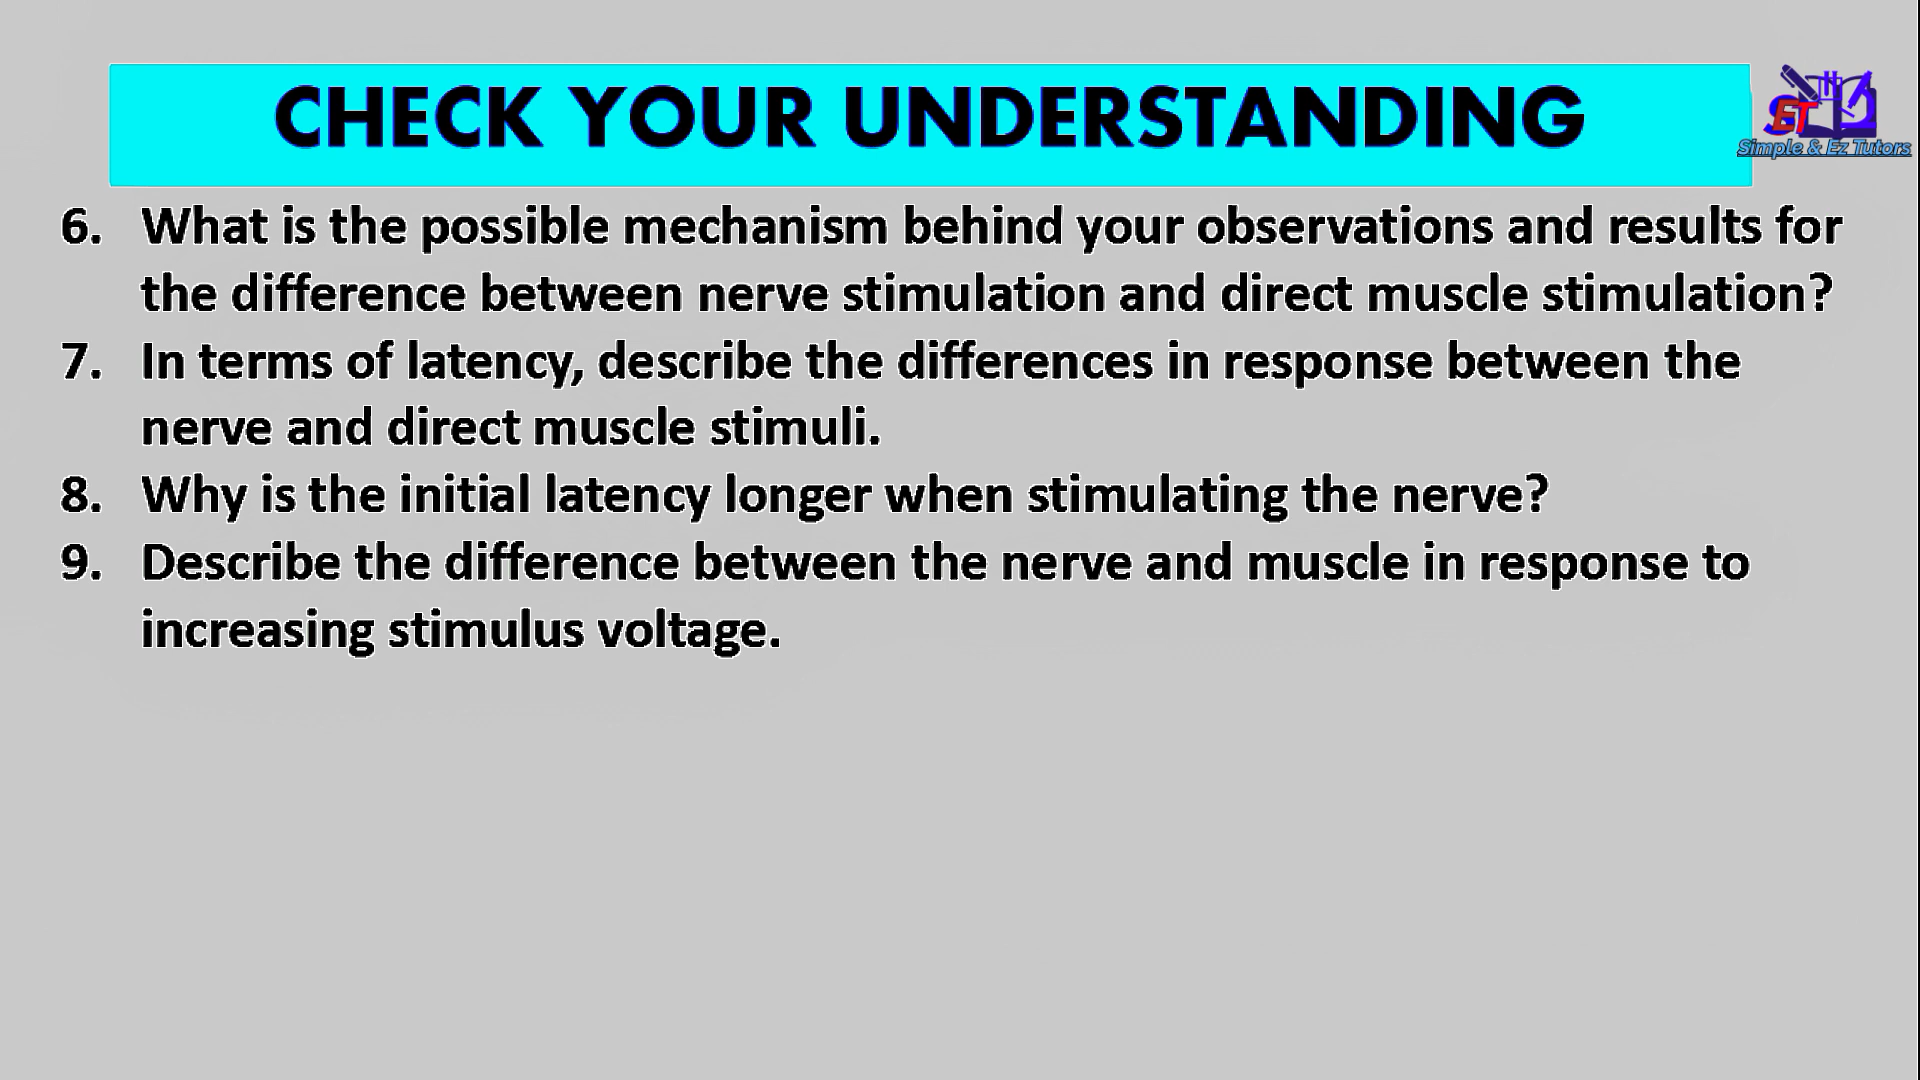 CHECK YOUR UNDERSTANDING
ET
Simple & Ez Tutors
6. What is the possible mechanism behind your observations and results for
the difference between nerve stimulation and direct muscle stimulation?
7. In terms of latency, describe the differences in response between the
nerve and direct muscle stimuli.
8. Why is the initial latency longer when stimulating the nerve?
9. Describe the difference between the nerve and muscle in response to
increasing stimulus voltage.